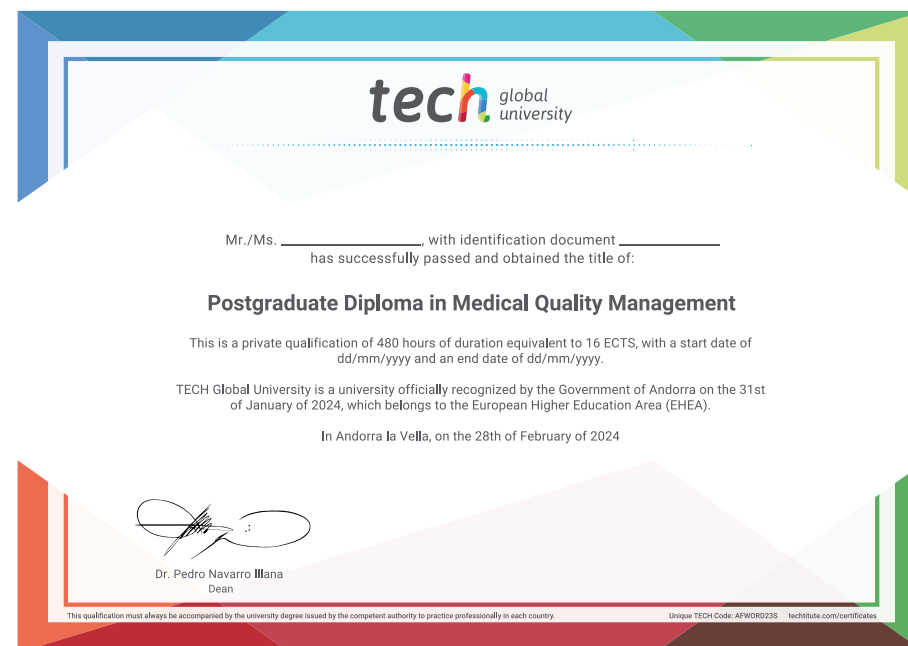 tech global university
Mr./Ms. ____________________, with identification document ______________
has successfully passed and obtained the title of:
Postgraduate Diploma in Medical Quality Management
This is a private qualification of 480 hours of duration equivalent to 16 ECTS, with a start date of
dd/mm/yyyy and an end date of dd/mm/yyyy.
TECH Global University is a university officially recognized by the Government of Andorra on the 31st
of January of 2024, which belongs to the European Higher Education Area (EHEA).
In Andorra la Vella, on the 28th of February of 2024
Dr. Pedro Navarro Illana
Dean
This qualification must always be accompanied by the university degree issued by the competent authority to practice professionally in each country.
Unique TECH Code: AFWORD23S techtitute.com/certificates